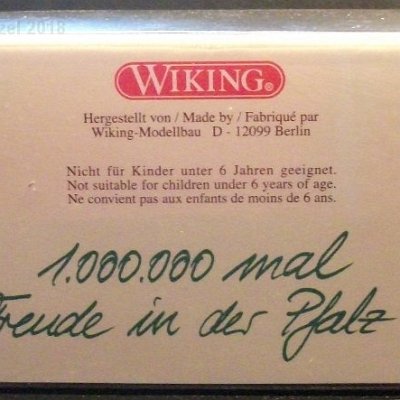 2018
WIKING®
Hergestellt von / Made by / Fabriqué par
Wiking-Modellbau D - 12099 Berlin
Nicht für Kinder unter 6 Jahren geeignet.
Not suitable for children under 6 years of age.
Ne convient pas aux enfants de moins de 6 ans.
1.000.000 mal
Freude in der Pfalz